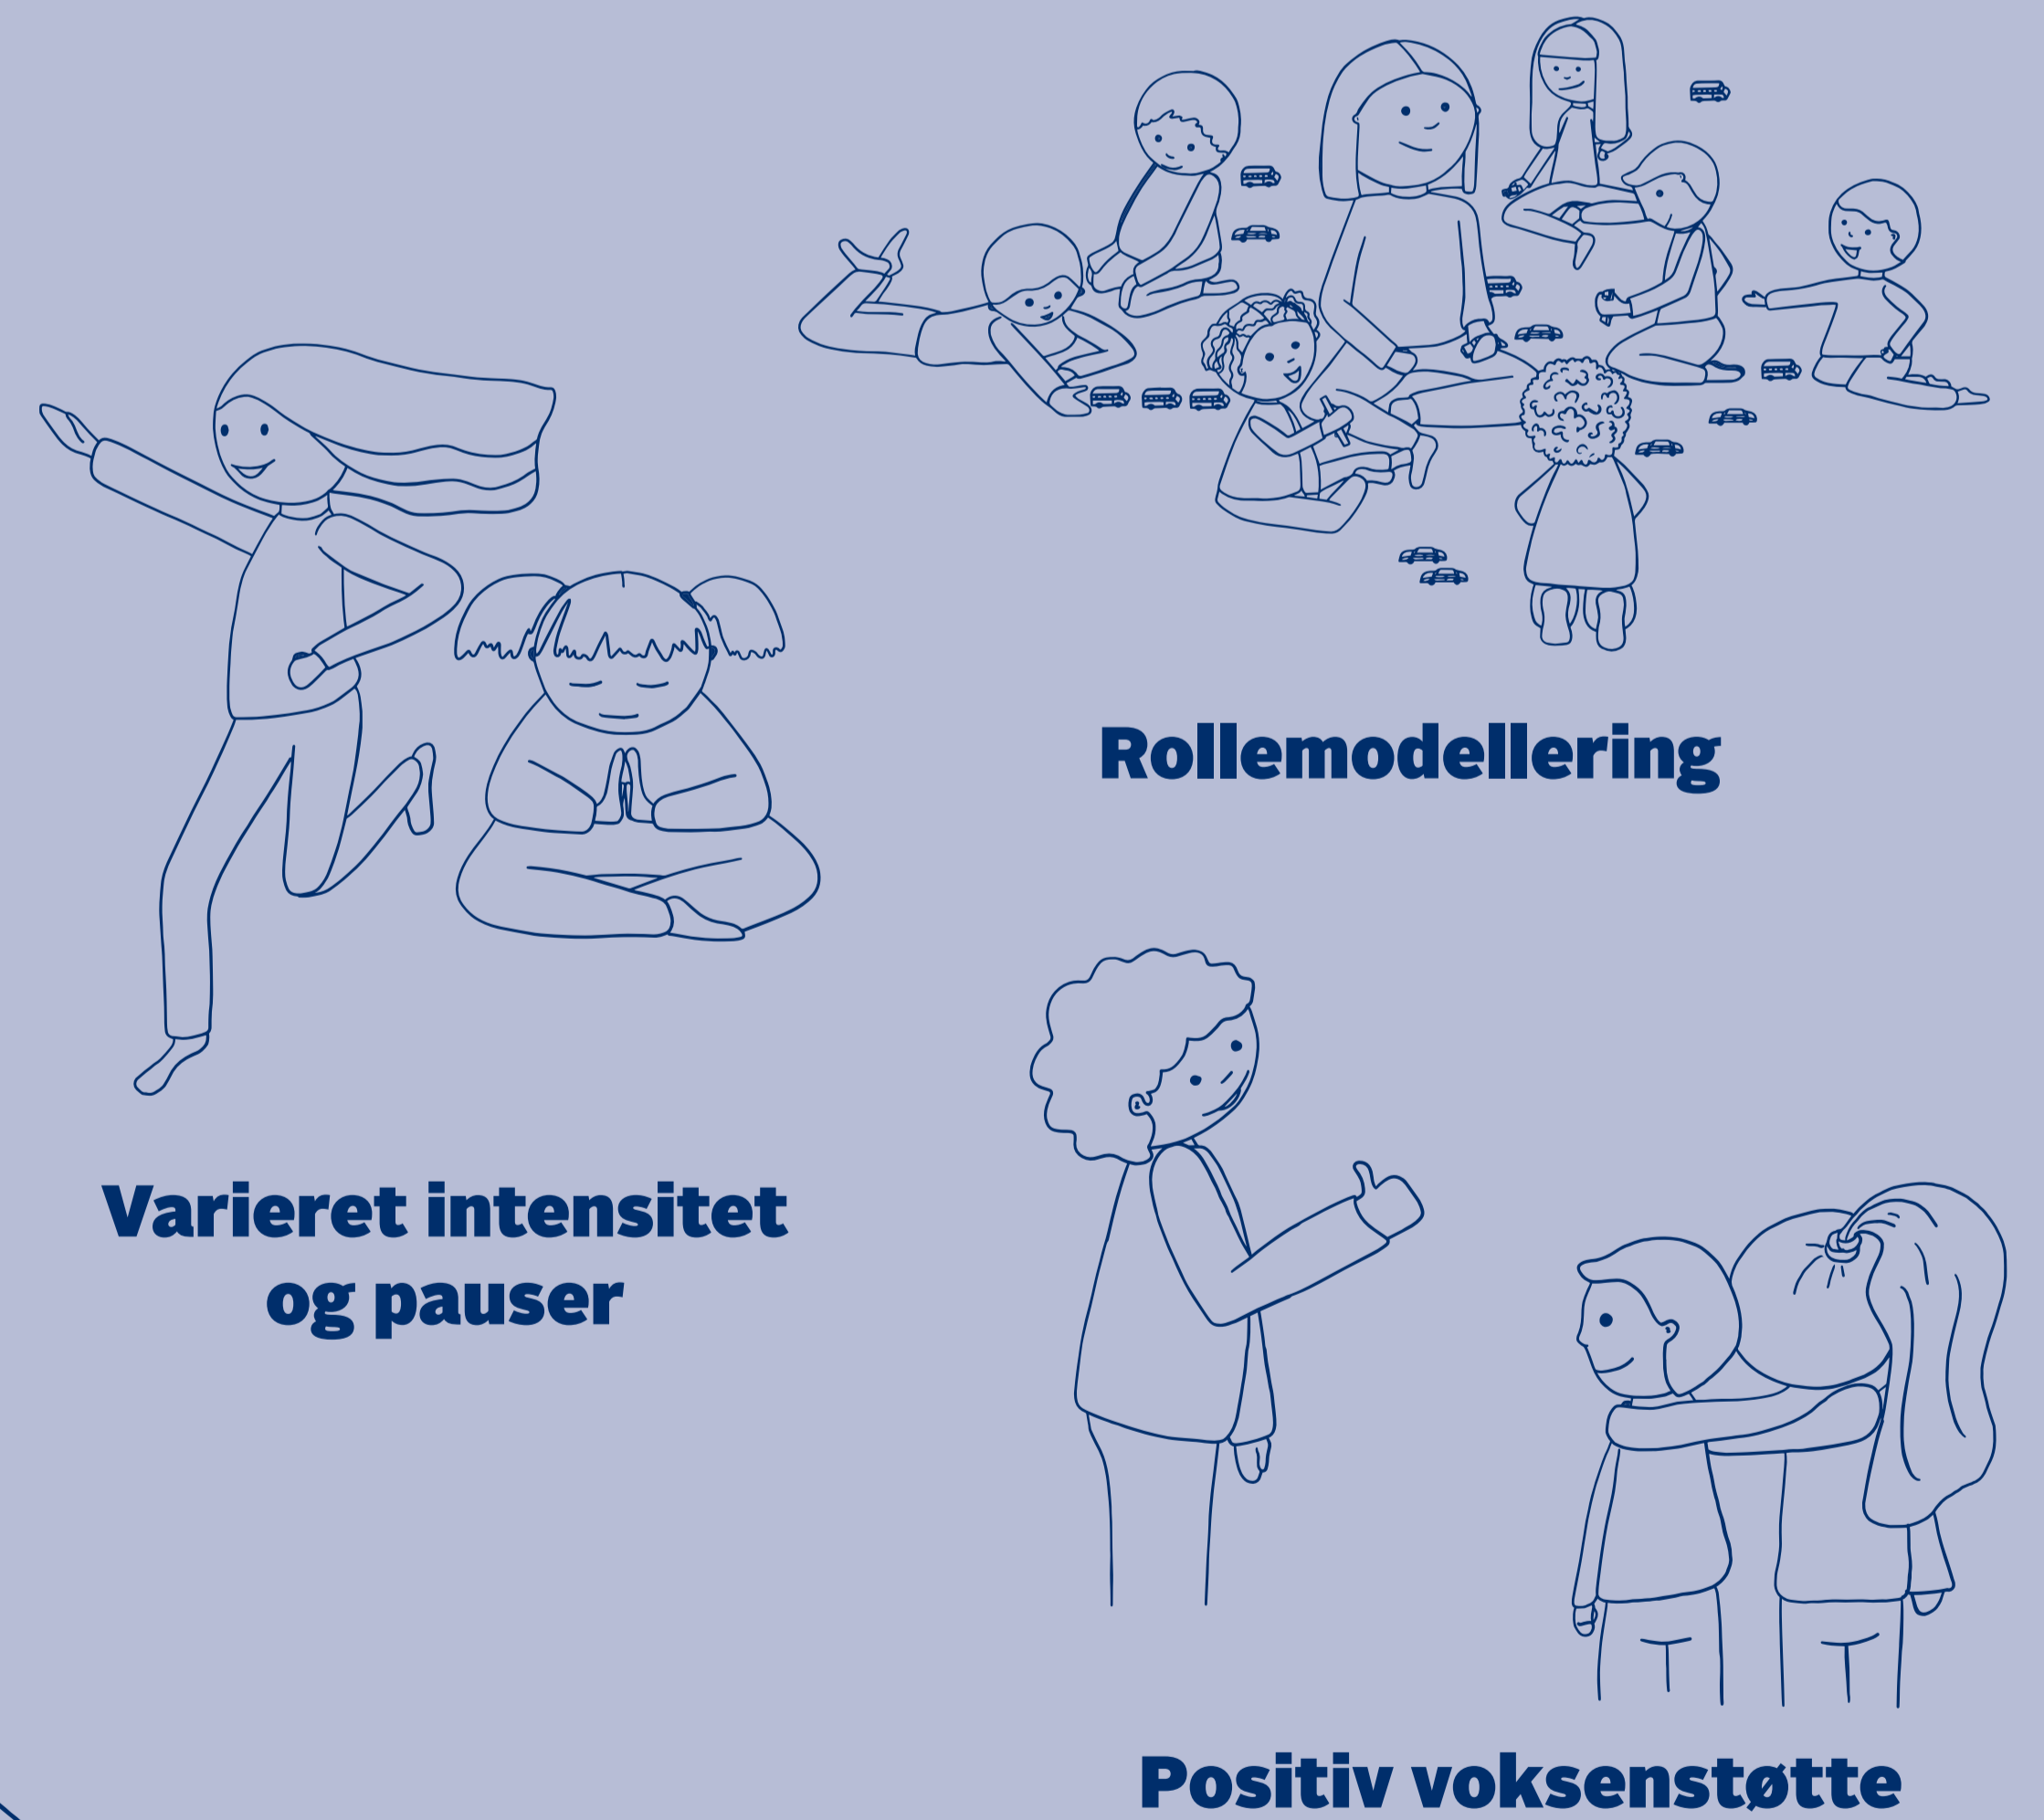 Rollemodellering
Varieret intensitet
og pauser
Positiv voksenstøtte